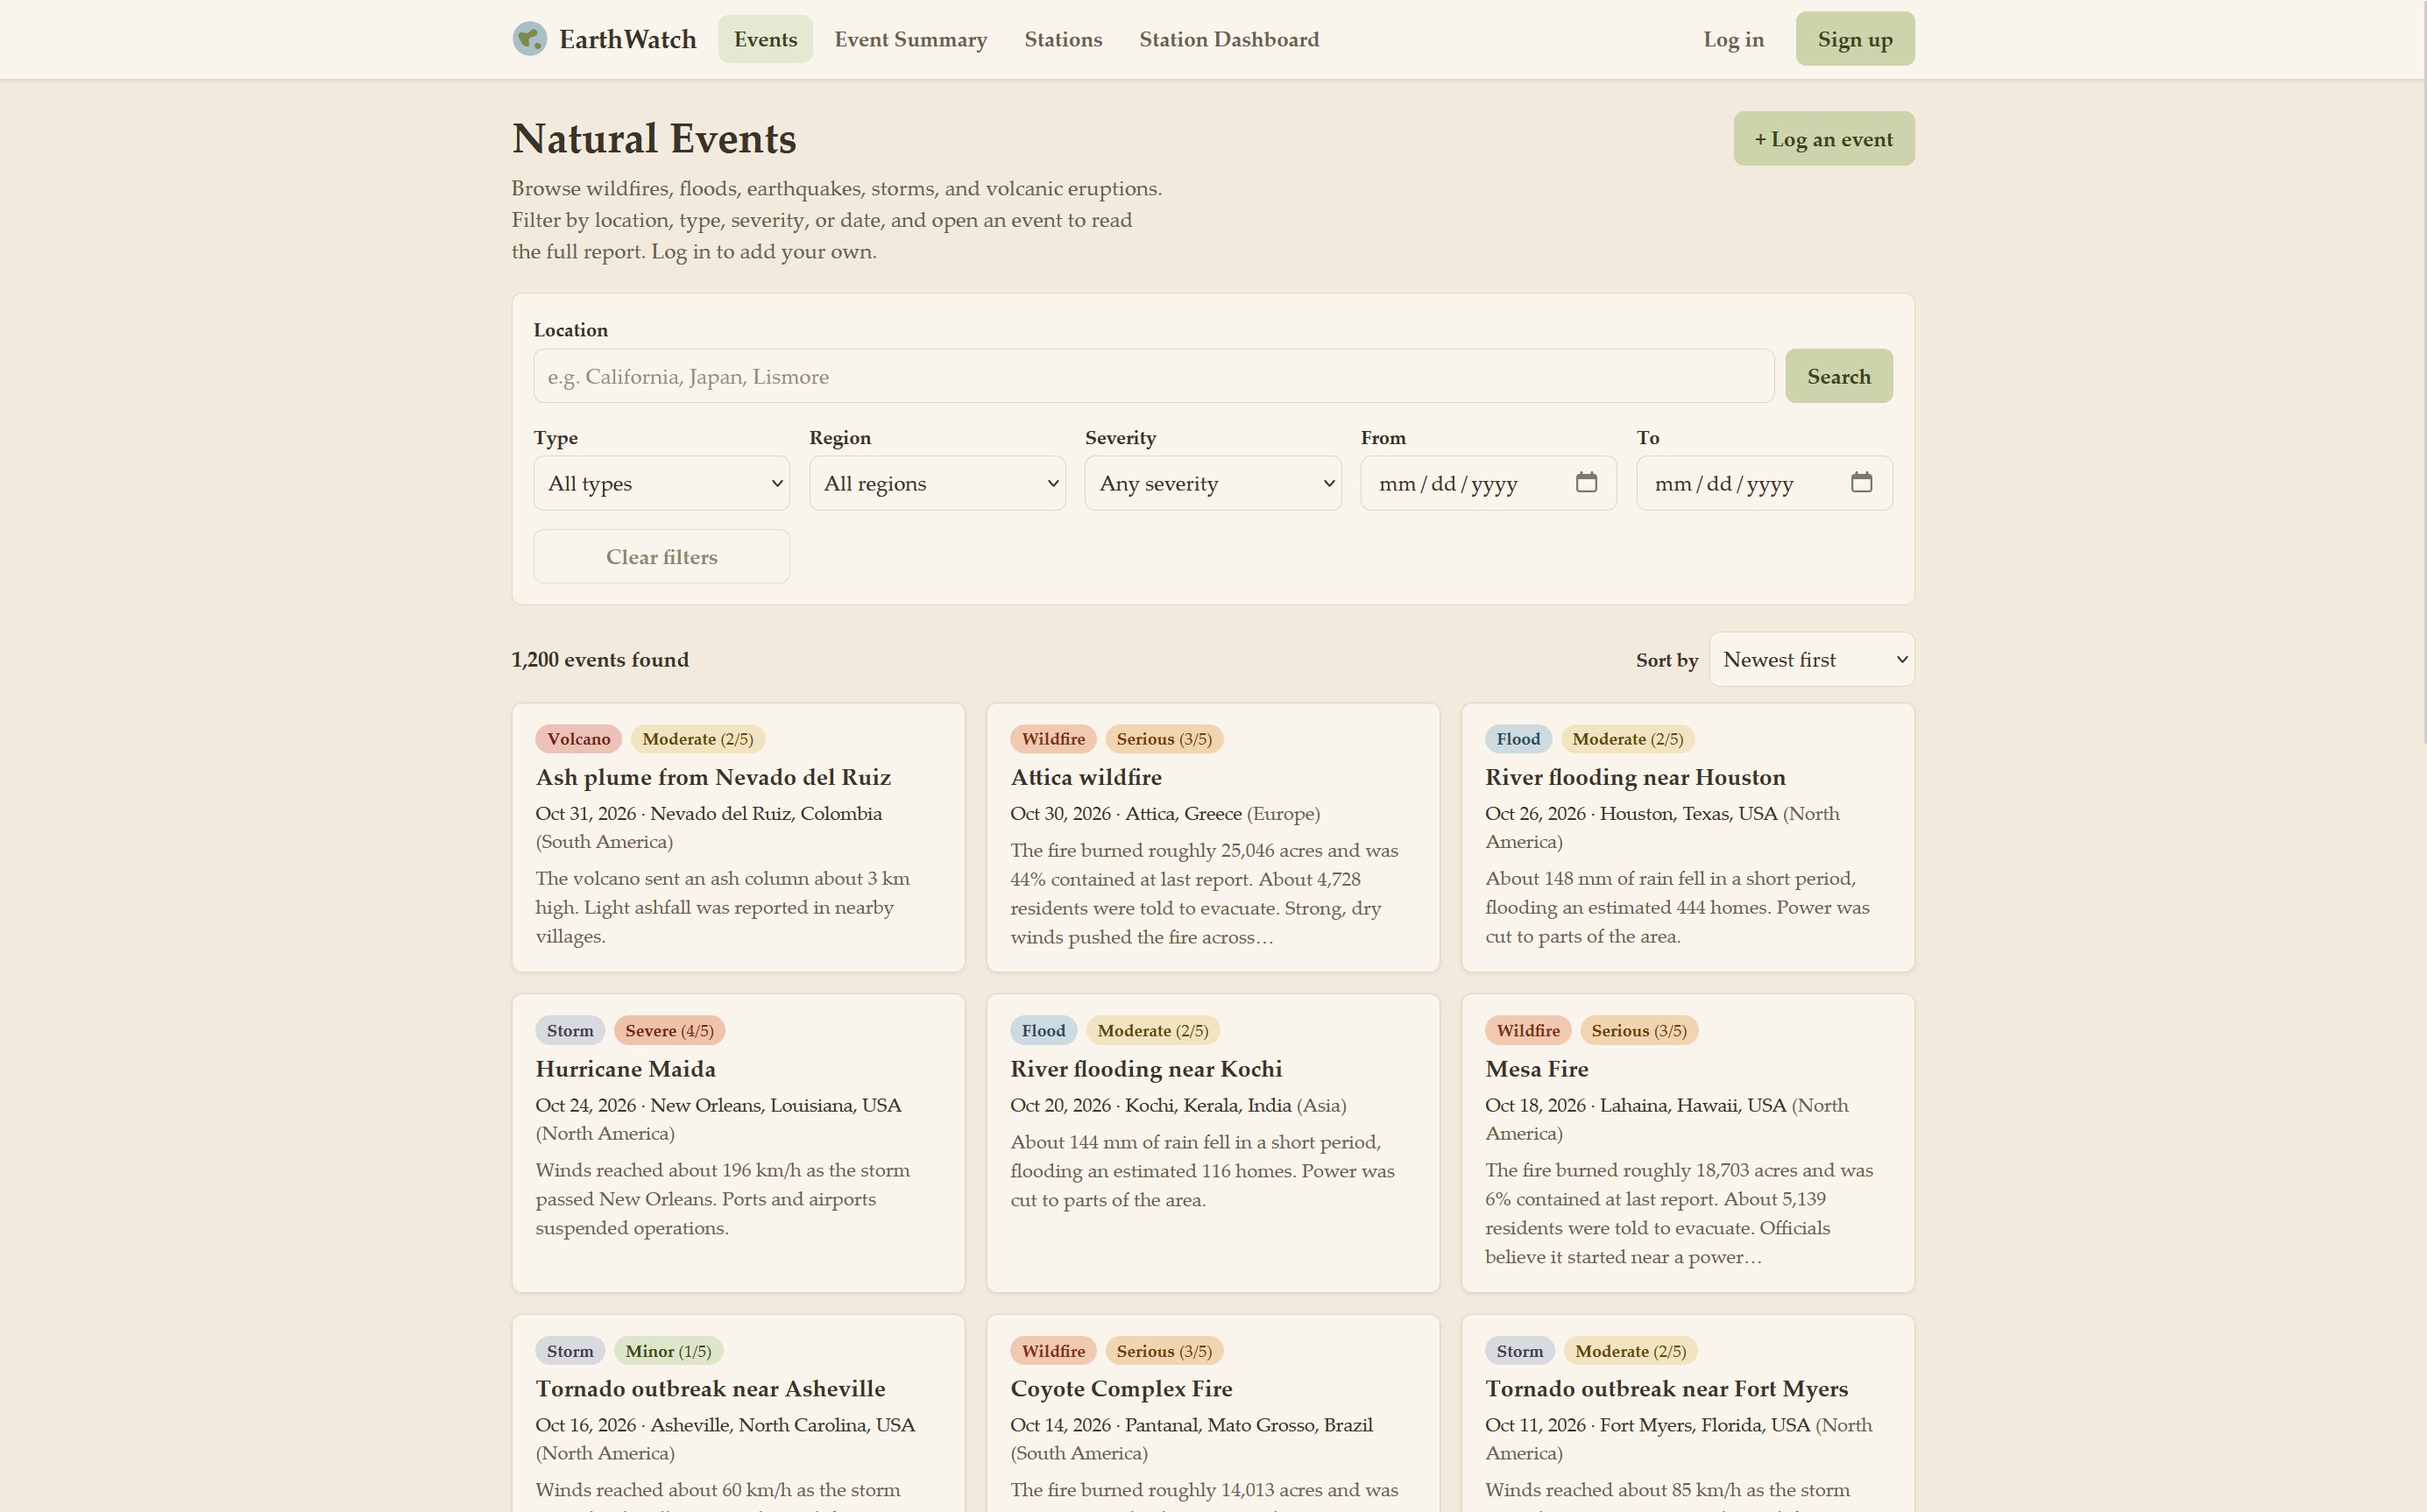 EarthWatch
Events
Event Summary
Stations
Station Dashboard
Log in
Sign up
Natural Events
+ Log an event
Browse wildfires, floods, earthquakes, storms, and volcanic eruptions.
Filter by location, type, severity, or date, and open an event to read
the full report. Log in to add your own.
Location
e.g. California, Japan, Lismore
Search
Type
Region
Severity
From
To
All types
All regions
Any severity
mm/dd/yyyy
mm/dd/yyyy
Clear filters
1,200 events found
Sort by
Newest first
Volcano
Moderate (2/5)
Ash plume from Nevado del Ruiz
Oct 31, 2026 · Nevado del Ruiz, Colombia
(South America)
The volcano sent an ash column about 3 km
high. Light ashfall was reported in nearby
villages.
Wildfire
Serious (3/5)
Attica wildfire
Oct 30, 2026 · Attica, Greece (Europe)
The fire burned roughly 25,046 acres and was
44% contained at last report. About 4,728
residents were told to evacuate. Strong, dry
winds pushed the fire across…
Flood
Moderate (2/5)
River flooding near Houston
Oct 26, 2026 · Houston, Texas, USA (North
America)
About 148 mm of rain fell in a short period,
flooding an estimated 444 homes. Power was
cut to parts of the area.
Storm
Severe (4/5)
Hurricane Maida
Oct 24, 2026 · New Orleans, Louisiana, USA
(North America)
Winds reached about 196 km/h as the storm
passed New Orleans. Ports and airports
suspended operations.
Flood
Moderate (2/5)
River flooding near Kochi
Oct 20, 2026 · Kochi, Kerala, India (Asia)
About 144 mm of rain fell in a short period,
flooding an estimated 116 homes. Power was
cut to parts of the area.
Wildfire
Serious (3/5)
Mesa Fire
Oct 18, 2026 · Lahaina, Hawaii, USA (North
America)
The fire burned roughly 18,703 acres and was
6% contained at last report. About 5,139
residents were told to evacuate. Officials
believe it started near a power…
Storm
Minor (1/5)
Tornado outbreak near Asheville
Oct 16, 2026 · Asheville, North Carolina, USA
(North America)
Winds reached about 60 km/h as the storm
Wildfire
Serious (3/5)
Coyote Complex Fire
Oct 14, 2026 · Pantanal, Mato Grosso, Brazil
(South America)
The fire burned roughly 14,013 acres and was
Storm
Moderate (2/5)
Tornado outbreak near Fort Myers
Oct 11, 2026 · Fort Myers, Florida, USA (North
America)
Winds reached about 85 km/h as the storm